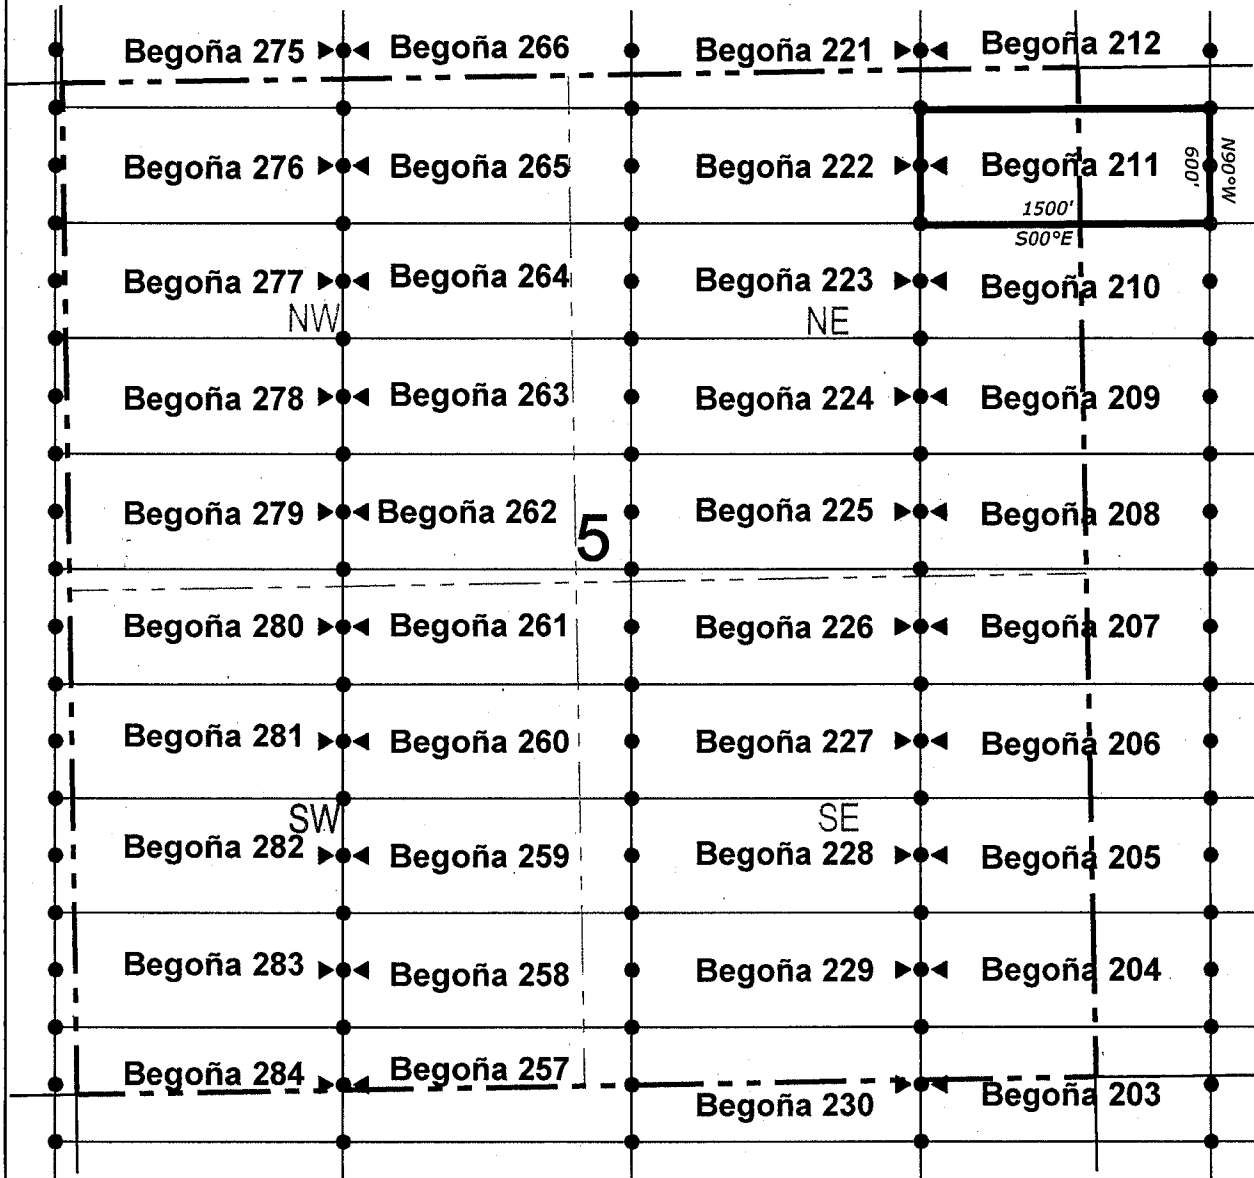 Begoña 275 Begoña 266 Begoña 221 Begoña 212
Begoña 276 Begoña 265 Begoña 222 Begoña 211
600'
N90°W
1500'
S00°E
Begoña 277 Begoña 264 Begoña 223 Begoña 210
NW NE
Begoña 278 Begoña 263 Begoña 224 Begoña 209
Begoña 279 Begoña 262 Begoña 225 Begoña 208
5
Begoña 280 Begoña 261 Begoña 226 Begoña 207
Begoña 281 Begoña 260 Begoña 227 Begoña 206
SW SE
Begoña 282 Begoña 259 Begoña 228 Begoña 205
Begoña 283 Begoña 258 Begoña 229 Begoña 204
Begoña 284 Begoña 257 Begoña 230 Begoña 203